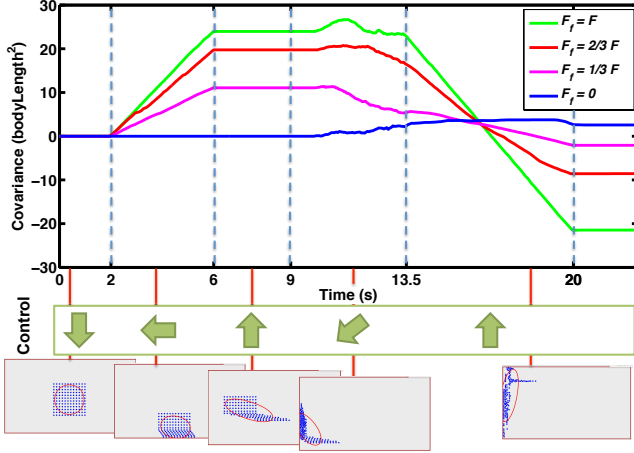 30
20
10
0
−10
−20
−30
Covariance (bodyLength²)
F_f = F
F_f = 2/3 F
F_f = 1/3 F
F_f = 0
0 2 6 9 13.5 20
Time (s)
Control